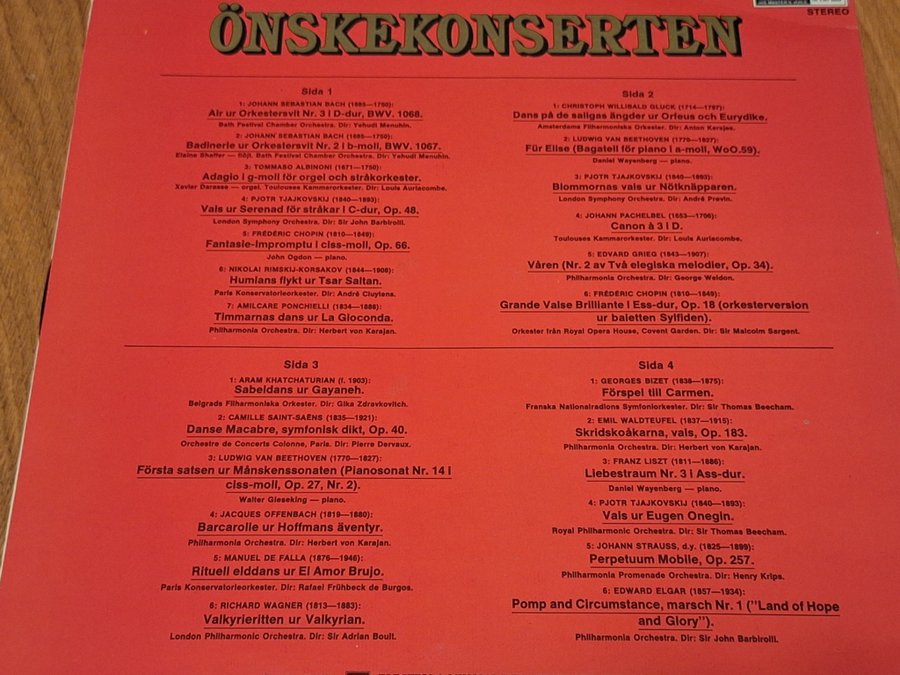 STEREO
ÖNSKEKONSERTEN
Sida 1
1: JOHANN SEBASTIAN BACH (1685—1750):
Air ur Orkestersvit Nr. 3 i D-dur, BWV. 1068.
Bath Festival Chamber Orchestra. Dir: Yehudi Menuhin.
2: JOHANN SEBASTIAN BACH (1685—1750):
Badinerie ur Orkestersvit Nr. 2 i b-moll, BWV. 1067.
Elaine Shaffer — flöjt. Bath Festival Chamber Orchestra. Dir: Yehudi Menuhin.
3: TOMMASO ALBINONI (1671—1750):
Adagio i g-moll för orgel och stråkorkester.
Xavier Darasse — orgel. Toulouses Kammarorkester. Dir: Louis Auriacombe.
4: PJOTR TJAJKOVSKIJ (1840—1893):
Vals ur Serenad för stråkar i C-dur, Op. 48.
London Symphony Orchestra. Dir: Sir John Barbirolli.
5: FRÉDÉRIC CHOPIN (1810—1849):
Fantasie-Impromptu i ciss-moll, Op. 66.
John Ogdon — piano.
6: NIKOLAI RIMSKIJ-KORSAKOV (1844—1908):
Humlans flykt ur Tsar Saltan.
Paris Konservatorieorkester. Dir: André Cluytens.
7: AMILCARE PONCHIELLI (1834—1886):
Timmarnas dans ur La Gioconda.
Philharmonia Orchestra. Dir: Herbert von Karajan.
Sida 2
1: CHRISTOPH WILLIBALD GLUCK (1714—1787):
Dans på de saligas ängder ur Orfeus och Eurydike.
Amsterdams Filharmoniska Orkester. Dir: Anton Kersjes.
2: LUDVIG VAN BEETHOVEN (1770—1827):
Für Elise (Bagatell för piano i a-moll, WoO.59).
Daniel Wayenberg — piano.
3: PJOTR TJAJKOVSKIJ (1840—1893):
Blommornas vals ur Nötknäpparen.
London Symphony Orchestra. Dir: André Previn.
4: JOHANN PACHELBEL (1653—1706):
Canon à 3 i D.
Toulouses Kammarorkester. Dir: Louis Auriacombe.
5: EDVARD GRIEG (1843—1907):
Våren (Nr. 2 av Två elegiska melodier, Op. 34).
Philharmonia Orchestra. Dir: George Weldon.
6: FRÉDÉRIC CHOPIN (1810—1849):
Grande Valse Brilliante i Ess-dur, Op. 18 (orkesterversion
ur baletten Sylfiden).
Orkester från Royal Opera House, Covent Garden. Dir: Sir Malcolm Sargent.
Sida 3
1: ARAM KHATCHATURIAN (f. 1903):
Sabeldans ur Gayaneh.
Belgrads Filharmoniska Orkester. Dir: Gika Zdravkovitch.
2: CAMILLE SAINT-SAËNS (1835—1921):
Danse Macabre, symfonisk dikt, Op. 40.
Orchestre de Concerts Colonne, Paris. Dir: Pierre Dervaux.
3: LUDWIG VAN BEETHOVEN (1770—1827):
Första satsen ur Månskenssonaten (Pianosonat Nr. 14 i
ciss-moll, Op. 27, Nr. 2).
Walter Gieseking — piano.
4: JACQUES OFFENBACH (1819—1880):
Barcarolle ur Hoffmans äventyr.
Philharmonia Orchestra. Dir: Herbert von Karajan.
5: MANUEL DE FALLA (1876—1946):
Rituell elddans ur El Amor Brujo.
Paris Konservatorieorkester. Dir: Rafael Frühbeck de Burgos.
6: RICHARD WAGNER (1813—1883):
Valkyrieritten ur Valkyrian.
London Philharmonic Orchestra. Dir: Sir Adrian Boult.
Sida 4
1: GEORGES BIZET (1838—1875):
Förspel till Carmen.
Franska Nationalradions Symfoniorkester. Dir: Sir Thomas Beecham.
2: EMIL WALDTEUFEL (1837—1915):
Skridskoåkarna, vals, Op. 183.
Philharmonia Orchestra. Dir: Herbert von Karajan.
3: FRANZ LISZT (1811—1886):
Liebestraum Nr. 3 i Ass-dur.
Daniel Wayenberg — piano.
4: PJOTR TJAJKOVSKIJ (1840—1893):
Vals ur Eugen Onegin.
Royal Philharmonic Orchestra. Dir: Sir Thomas Beecham.
5: JOHANN STRAUSS, d.y. (1825—1899):
Perpetuum Mobile, Op. 257.
Philharmonia Promenade Orchestra. Dir: Henry Krips.
6: EDWARD ELGAR (1857—1934):
Pomp and Circumstance, marsch Nr. 1 ("Land of Hope
and Glory").
Philharmonia Orchestra. Dir: Sir John Barbirolli.